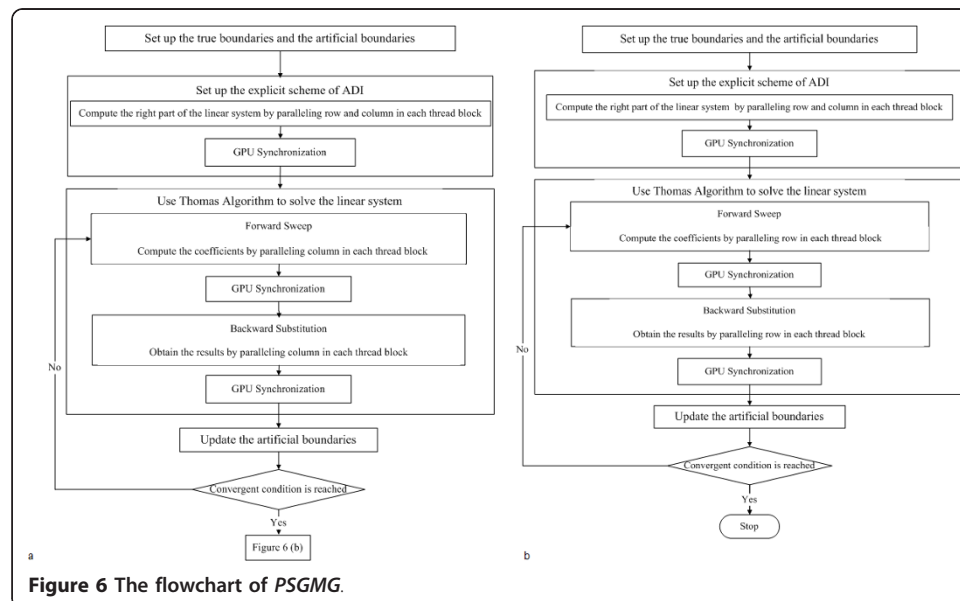 Set up the true boundaries and the artificial boundaries
Set up the explicit scheme of ADI
Compute the right part of the linear system by paralleling row and column in each thread block
GPU Synchronization
Use Thomas Algorithm to solve the linear system
Forward Sweep
Compute the coefficients by paralleling column in each thread block
GPU Synchronization
Backward Substitution
Obtain the results by paralleling column in each thread block
No
GPU Synchronization
Update the artificial boundaries
Convergent condition is reached
Yes
Figure 6 (b)
a
Set up the true boundaries and the artificial boundaries
Set up the explicit scheme of ADI
Compute the right part of the linear system by paralleling row and column in each thread block
GPU Synchronization
Use Thomas Algorithm to solve the linear system
Forward Sweep
Compute the coefficients by paralleling row in each thread block
GPU Synchronization
Backward Substitution
Obtain the results by paralleling row in each thread block
No
GPU Synchronization
Update the artificial boundaries
Convergent condition is reached
Yes
Stop
b
Figure 6 The flowchart of PSGMG.